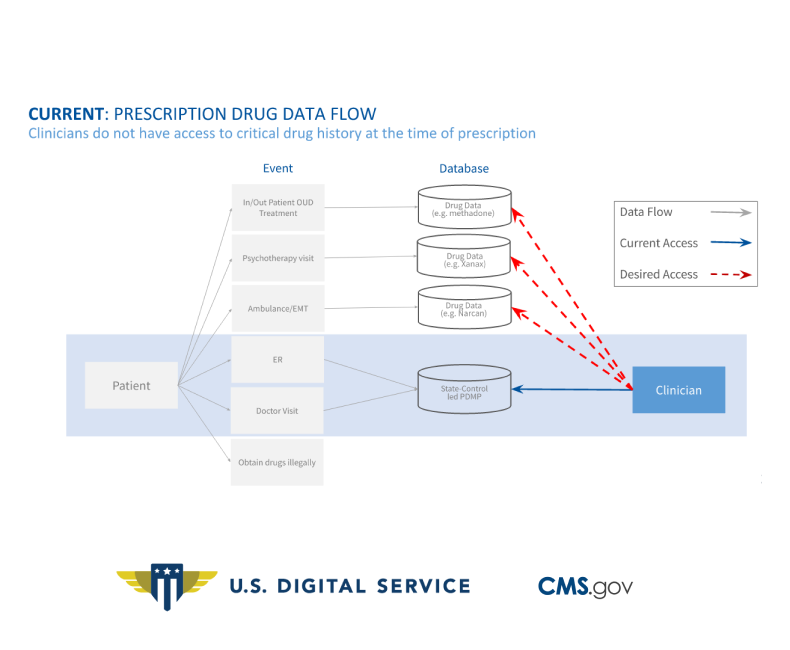 CURRENT: PRESCRIPTION DRUG DATA FLOW
Clinicians do not have access to critical drug history at the time of prescription
Event
Database
In/Out Patient OUD
Treatment
Drug Data
(e.g. methadone)
Data Flow
Psychotherapy visit
Drug Data
(e.g. Xanax)
Current Access
Desired Access
Ambulance/EMT
Drug Data
(e.g. Narcan)
ER
Patient
State-Control
led PDMP
Clinician
Doctor Visit
Obtain drugs illegally
U.S. DIGITAL SERVICE
CMS.gov